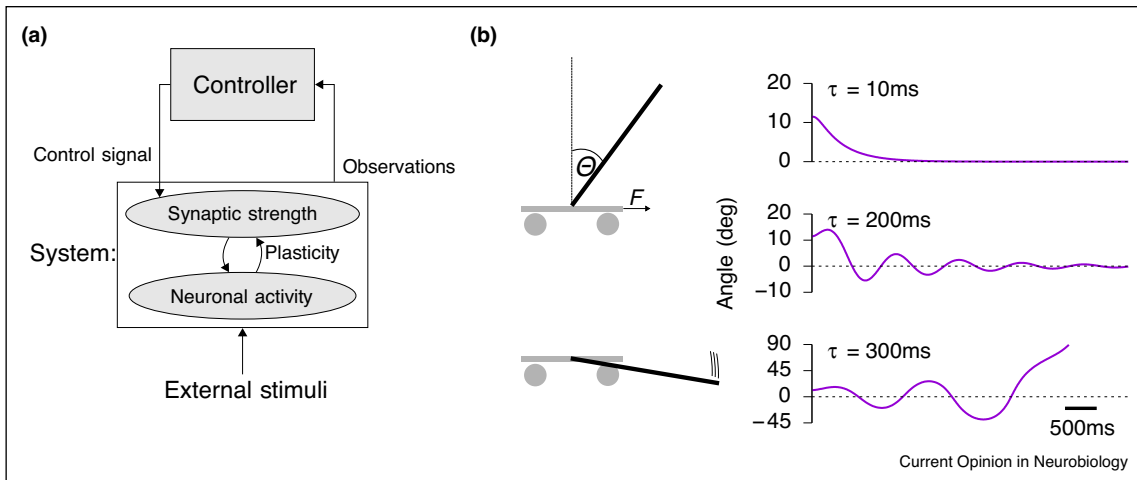 (a)
Controller
Control signal
Observations
Synaptic strength
System:
Plasticity
Neuronal activity
External stimuli
(b)
Θ
F
Angle (deg)
20
10
0
τ = 10ms
20
10
0
−10
τ = 200ms
90
45
0
−45
τ = 300ms
500ms
Current Opinion in Neurobiology